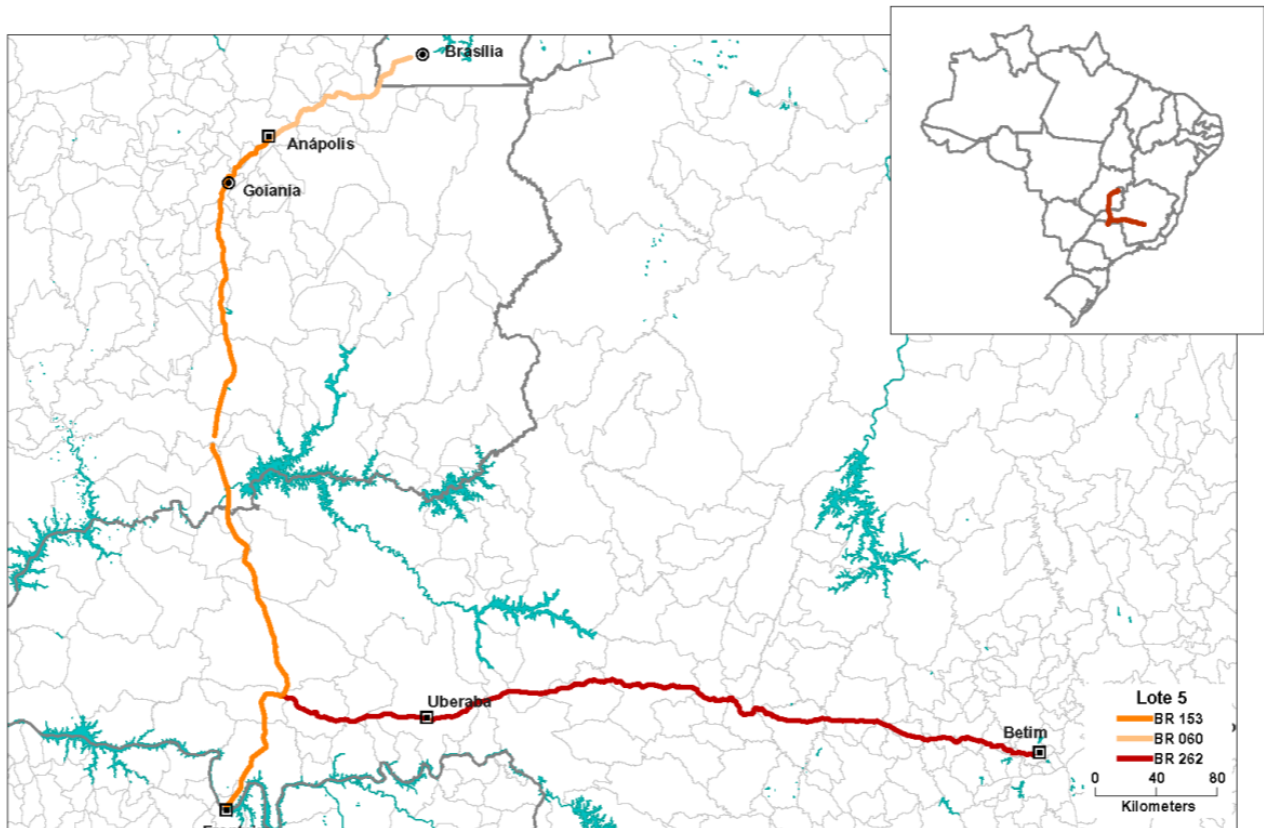 Brasília
Anápolis
Goiania
Uberaba
Betim
Lote 5
BR 153
BR 060
BR 262
0 40 80
Kilometers